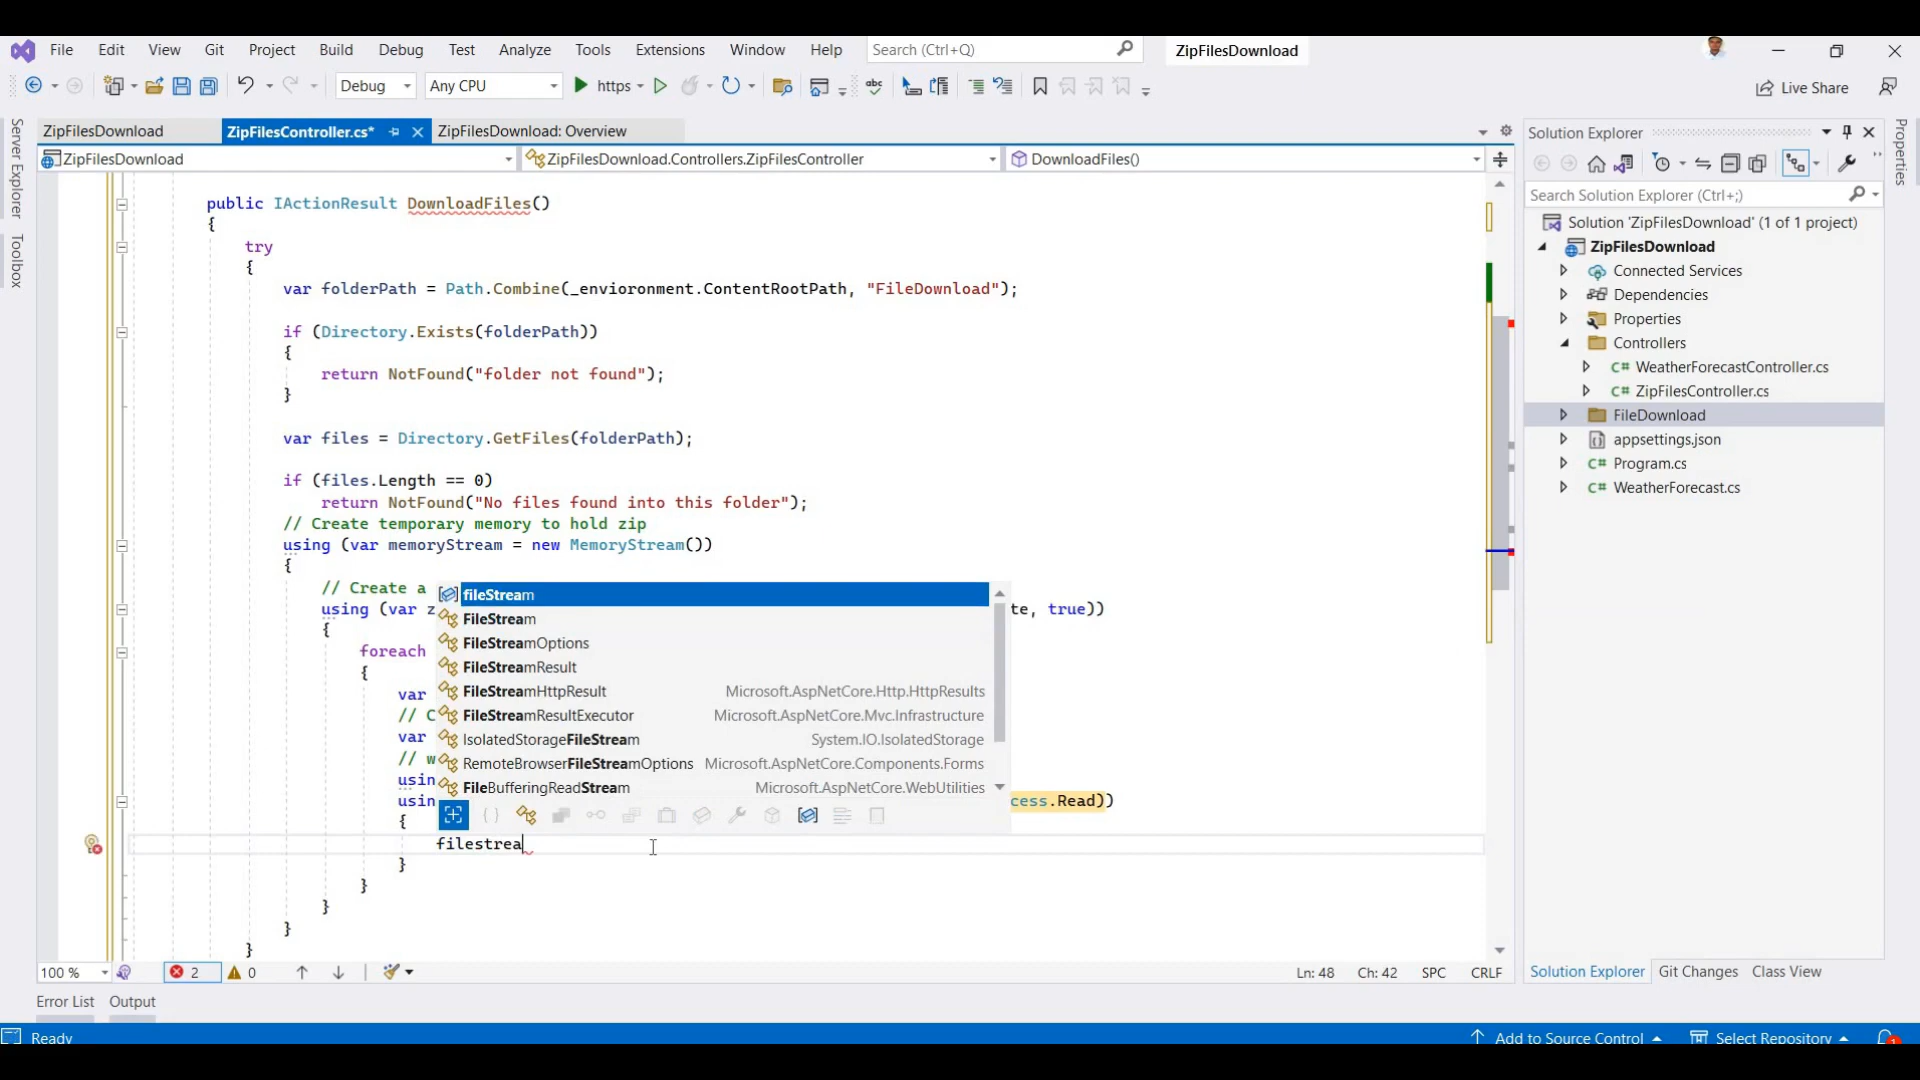 File Edit View Git Project Build Debug Test Analyze Tools Extensions Window Help Search (Ctrl+Q) ZipFilesDownload
Debug Any CPU https Live Share
ZipFilesDownload ZipFilesController.cs* ZipFilesDownload: Overview
ZipFilesDownload ZipFilesDownload.Controllers.ZipFilesController DownloadFiles()
Server Explorer
Toolbox
public IActionResult DownloadFiles()
{
try
{
var folderPath = Path.Combine(_envioronment.ContentRootPath, "FileDownload");
if (Directory.Exists(folderPath))
{
return NotFound("folder not found");
}
var files = Directory.GetFiles(folderPath);
if (files.Length == 0)
return NotFound("No files found into this folder");
// Create temporary memory to hold zip
using (var memoryStream = new MemoryStream())
{
// Create a
using (var z te, true))
{
foreach
{
var
// C
var
// w
usin
usin cess.Read))
{
filestrea
}
}
}
}
}
fileStream
FileStream
FileStreamOptions
FileStreamResult
FileStreamHttpResult Microsoft.AspNetCore.Http.HttpResults
FileStreamResultExecutor Microsoft.AspNetCore.Mvc.Infrastructure
IsolatedStorageFileStream System.IO.IsolatedStorage
RemoteBrowserFileStreamOptions Microsoft.AspNetCore.Components.Forms
FileBufferingReadStream Microsoft.AspNetCore.WebUtilities
100 % 2 0 Ln: 48 Ch: 42 SPC CRLF
Error List Output
Ready Add to Source Control Select Repository 1
Solution Explorer
Search Solution Explorer (Ctrl+;)
Solution 'ZipFilesDownload' (1 of 1 project)
ZipFilesDownload
Connected Services
Dependencies
Properties
Controllers
C# WeatherForecastController.cs
C# ZipFilesController.cs
FileDownload
appsettings.json
C# Program.cs
C# WeatherForecast.cs
Solution Explorer Git Changes Class View
Properties